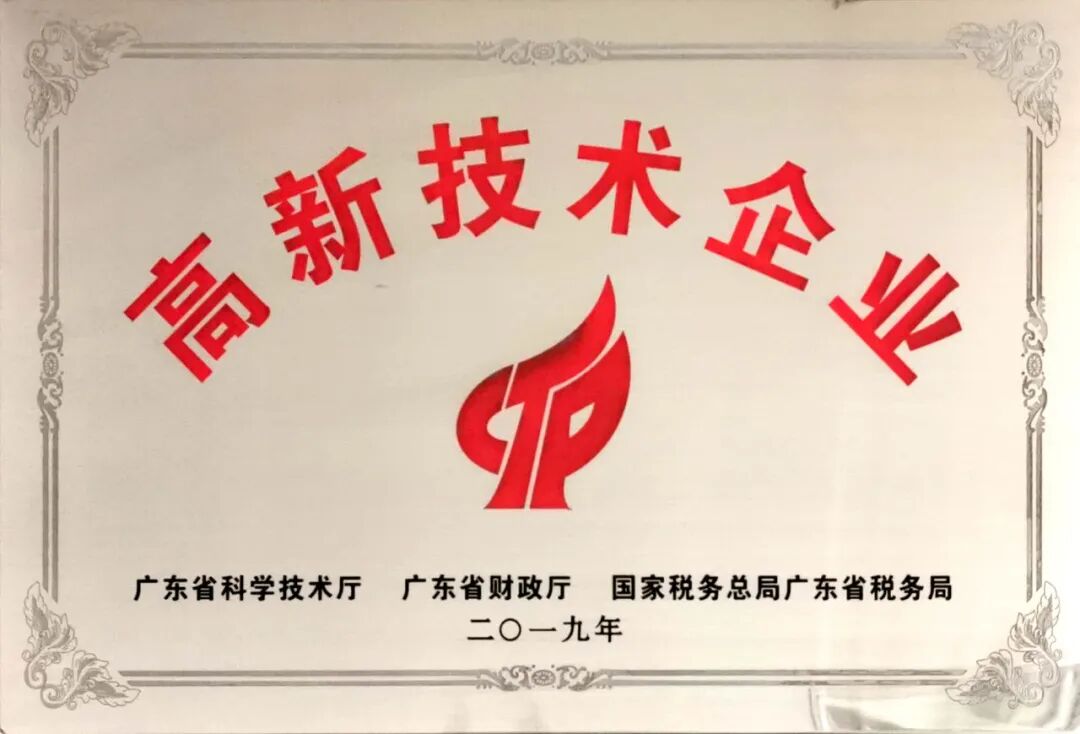 高新技术企业
广东省科学技术厅 广东省财政厅 国家税务总局广东省税务局
二〇一九年